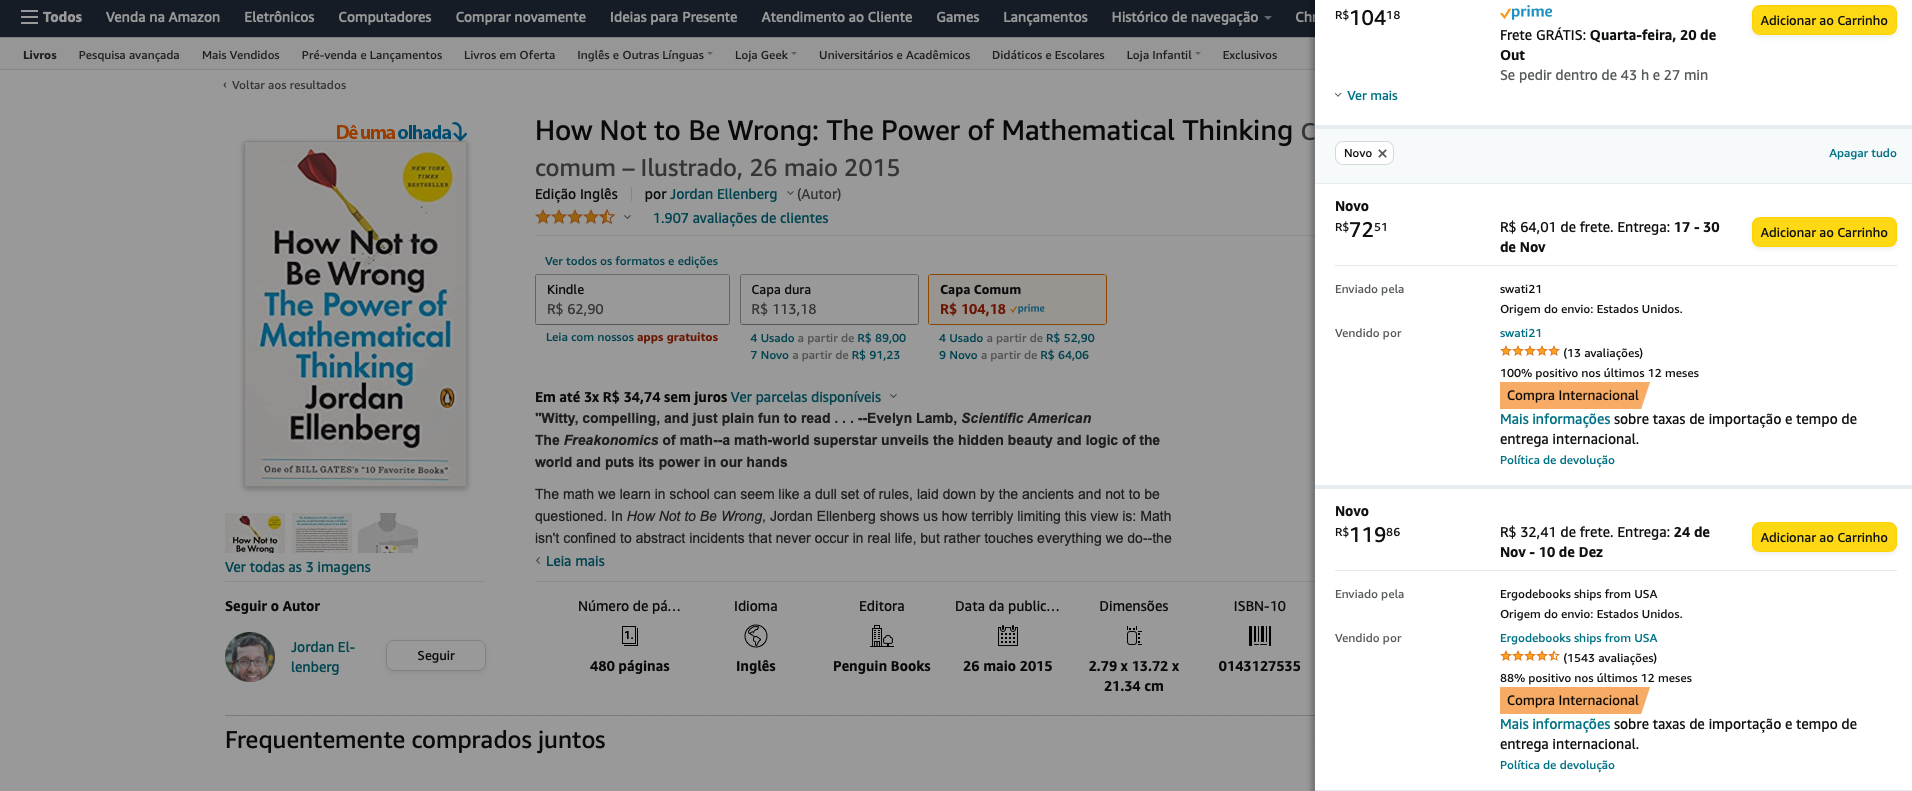 Todos Venda na Amazon Eletrônicos Computadores Comprar novamente Ideias para Presente Atendimento ao Cliente Games Lançamentos Histórico de navegação
Livros Pesquisa avançada Mais Vendidos Pré-venda e Lançamentos Livros em Oferta Inglês e Outras Línguas Loja Geek Universitários e Acadêmicos Didáticos e Escolares Loja Infantil Exclusivos
‹ Voltar aos resultados
Dê uma olhada
NEW YORK
TIMES
BESTSELLER
How Not to
Be Wrong
The Power of
Mathematical
Thinking
Jordan
Ellenberg
One of BILL GATES's "10 Favorite Books"
How Not to
Be Wrong
Ver todas as 3 imagens
Seguir o Autor
Jordan El-
lenberg
Seguir
How Not to Be Wrong: The Power of Mathematical Thinking
comum – Ilustrado, 26 maio 2015
Edição Inglês por Jordan Ellenberg (Autor)
1.907 avaliações de clientes
Ver todos os formatos e edições
Kindle
R$ 62,90
Leia com nossos apps gratuitos
Capa dura
R$ 113,18
4 Usado a partir de R$ 89,00
7 Novo a partir de R$ 91,23
Capa Comum
R$ 104,18 prime
4 Usado a partir de R$ 52,90
9 Novo a partir de R$ 64,06
Em até 3x R$ 34,74 sem juros Ver parcelas disponíveis
"Witty, compelling, and just plain fun to read . . . --Evelyn Lamb, Scientific American
The Freakonomics of math--a math-world superstar unveils the hidden beauty and logic of the
world and puts its power in our hands
The math we learn in school can seem like a dull set of rules, laid down by the ancients and not to be
questioned. In How Not to Be Wrong, Jordan Ellenberg shows us how terribly limiting this view is: Math
isn't confined to abstract incidents that never occur in real life, but rather touches everything we do--the
‹ Leia mais
Número de pá...
1.
480 páginas
Idioma
Inglês
Editora
Penguin Books
Data da public...
26 maio 2015
Dimensões
2.79 x 13.72 x
21.34 cm
ISBN-10
0143127535
Frequentemente comprados juntos
R$104 18
prime
Frete GRÁTIS: Quarta-feira, 20 de
Out
Se pedir dentro de 43 h e 27 min
Adicionar ao Carrinho
Ver mais
Novo ✕
Apagar tudo
Novo
R$72 51
R$ 64,01 de frete. Entrega: 17 - 30
de Nov
Adicionar ao Carrinho
Enviado pela swati21
Origem do envio: Estados Unidos.
Vendido por swati21
(13 avaliações)
100% positivo nos últimos 12 meses
Compra Internacional
Mais informações sobre taxas de importação e tempo de
entrega internacional.
Política de devolução
Novo
R$119 86
R$ 32,41 de frete. Entrega: 24 de
Nov - 10 de Dez
Adicionar ao Carrinho
Enviado pela Ergodebooks ships from USA
Origem do envio: Estados Unidos.
Vendido por Ergodebooks ships from USA
(1543 avaliações)
88% positivo nos últimos 12 meses
Compra Internacional
Mais informações sobre taxas de importação e tempo de
entrega internacional.
Política de devolução